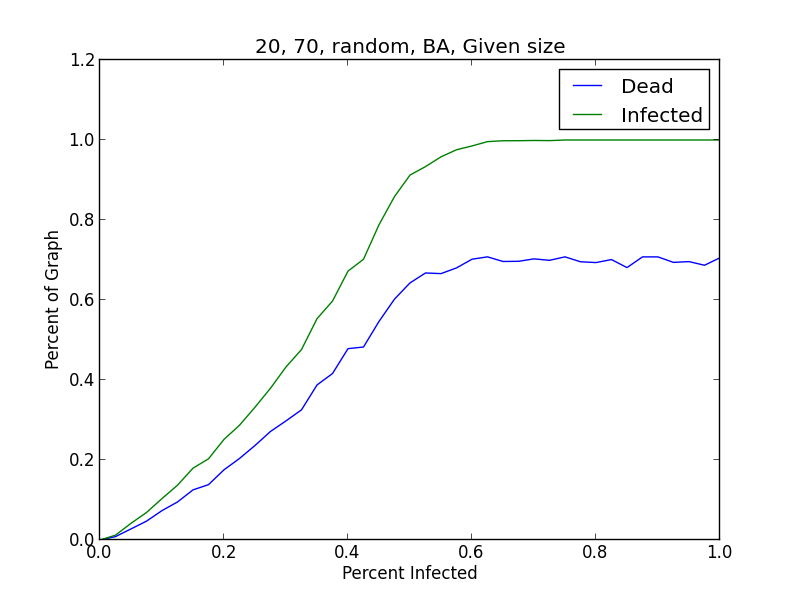 20, 70, random, BA, Given size
Dead
Infected
1.2
1.0
0.8
0.6
0.4
0.2
0.0
Percent of Graph
0.0 0.2 0.4 0.6 0.8 1.0
Percent Infected